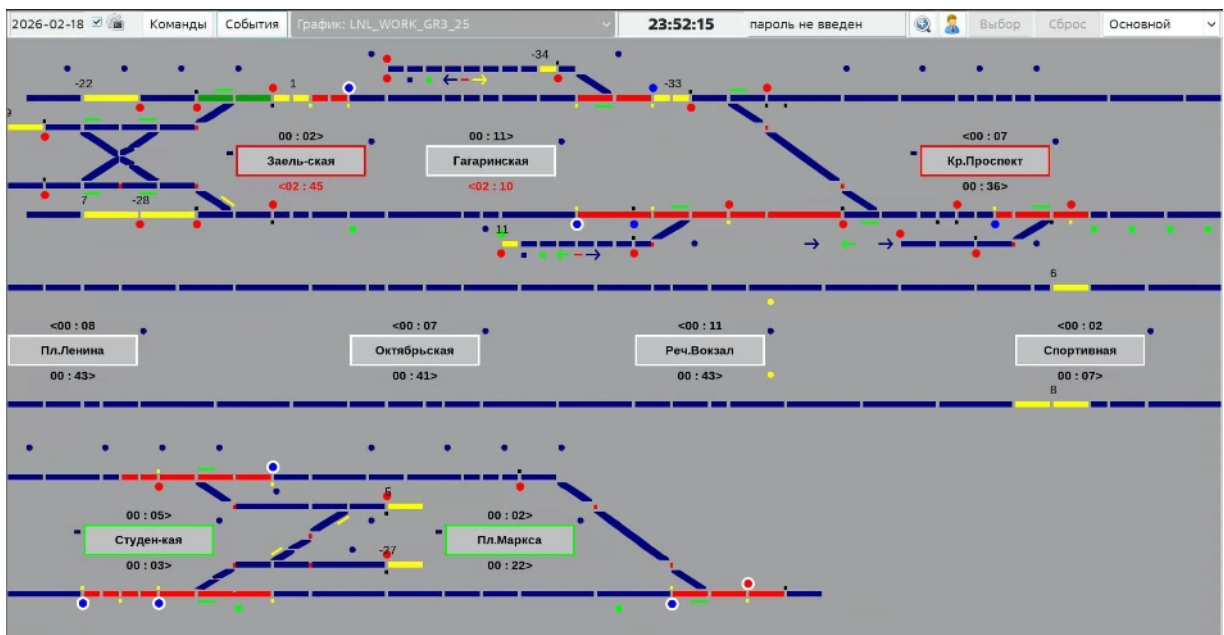 2026-02-18 Команды События График: LNL_WORK_GR3_25 23:52:15 пароль не введен Выбор Сброс Основной
-34
-22 1 -33
9
00 : 02> 00 : 11> <00 : 07
Заель-ская Гагаринская Кр.Проспект
<02 : 45 <02 : 10 00 : 36>
7 -28
11
6
<00 : 08 <00 : 07 <00 : 11 <00 : 02
Пл.Ленина Октябрьская Реч.Вокзал Спортивная
00 : 43> 00 : 41> 00 : 43> 00 : 07>
8
5
00 : 05> 00 : 02>
Студен-кая Пл.Маркса
-27
00 : 03> 00 : 22>